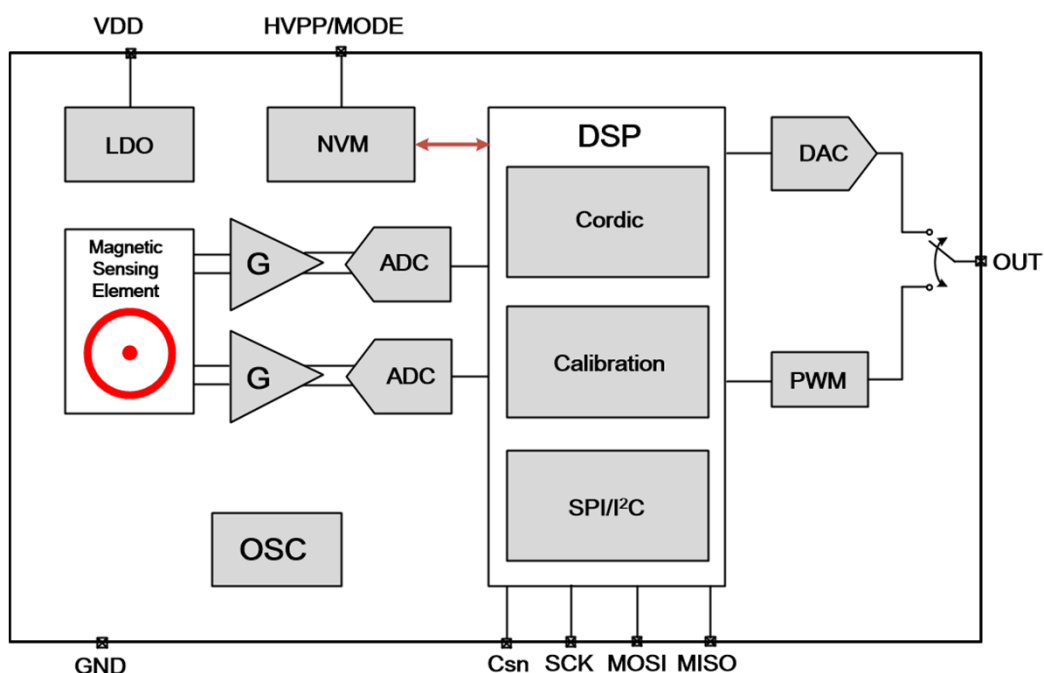 VDD
HVPP/MODE
LDO
NVM
DSP
DAC
Cordic
Magnetic
Sensing
Element
G
ADC
OUT
Calibration
G
ADC
PWM
SPI/I²C
OSC
GND
Csn
SCK
MOSI
MISO